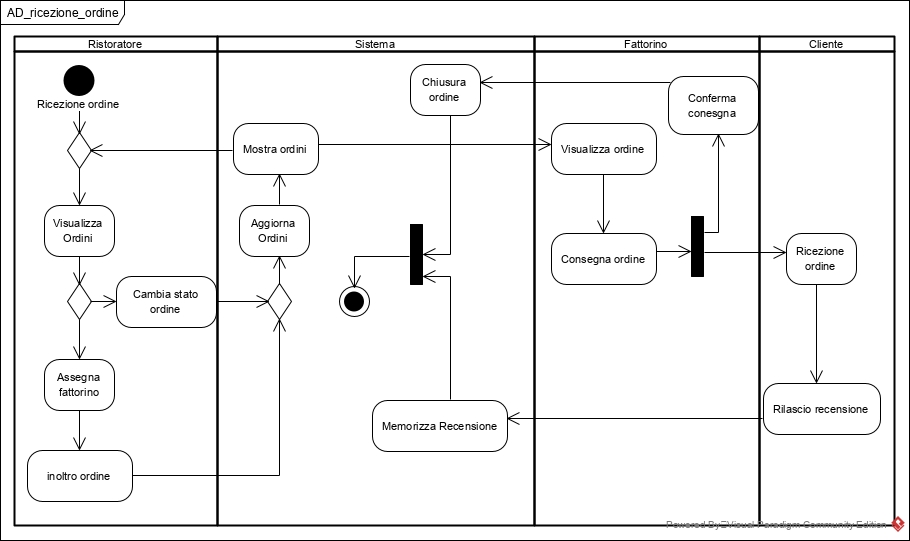 AD_ricezione_ordine
Ristoratore
Sistema
Fattorino
Cliente
Ricezione ordine
Chiusura
ordine
Conferma
conesgna
Mostra ordini
Visualizza ordine
Visualizza
Ordini
Aggiorna
Ordini
Consegna ordine
Ricezione
ordine
Cambia stato
ordine
Assegna
fattorino
Rilascio recensione
Memorizza Recensione
inoltro ordine
Powered By Visual Paradigm Community Edition